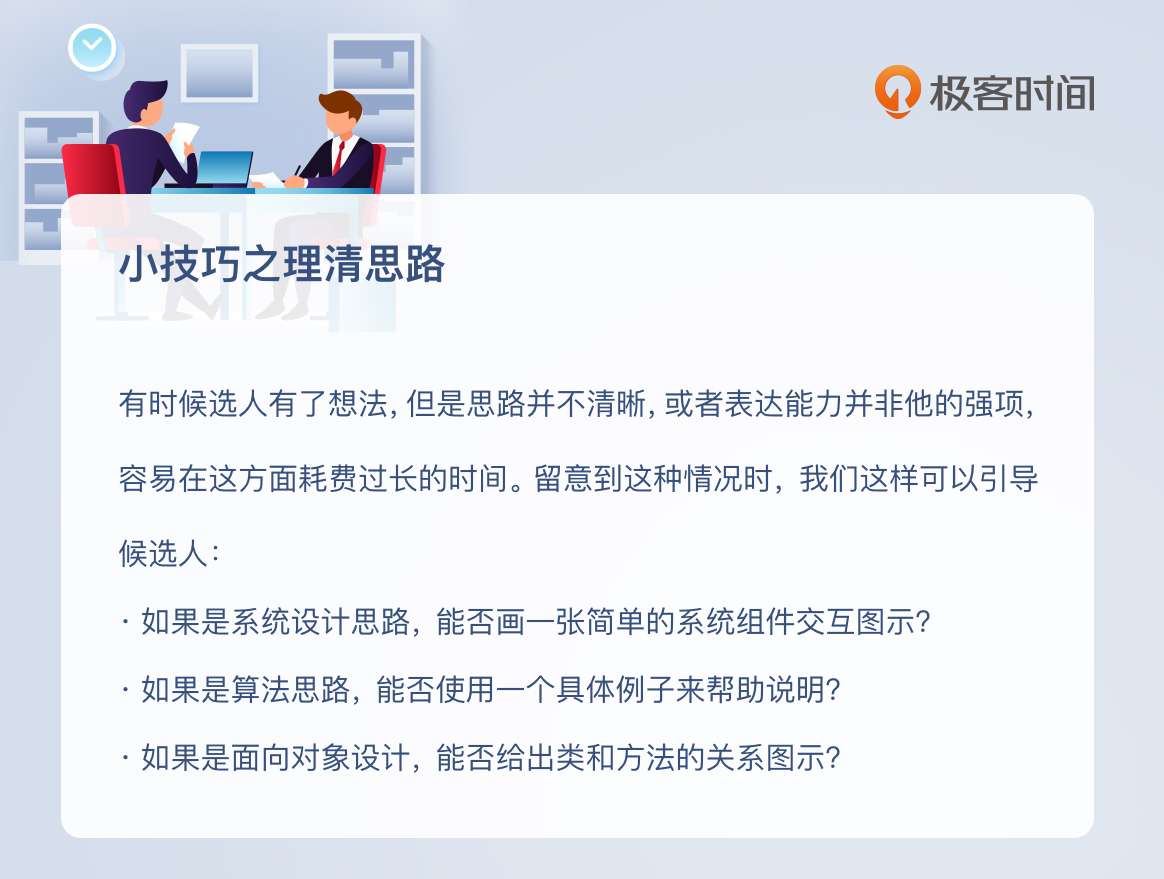 极客时间
小技巧之理清思路
有时候选人有了想法，但是思路并不清晰，或者表达能力并非他的强项，
容易在这方面耗费过长的时间。留意到这种情况时，我们这样可以引导
候选人：
· 如果是系统设计思路，能否画一张简单的系统组件交互图示？
· 如果是算法思路，能否使用一个具体例子来帮助说明？
· 如果是面向对象设计，能否给出类和方法的关系图示？